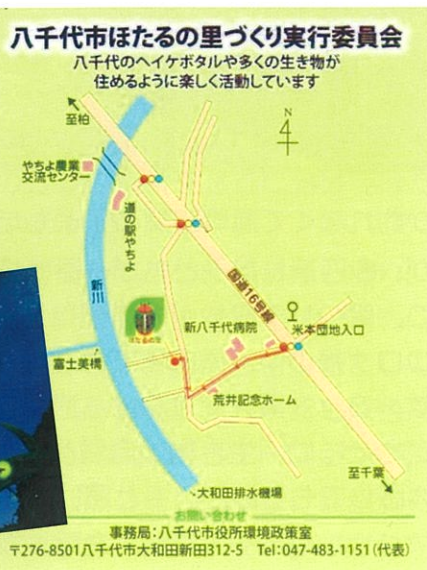 八千代市ほたるの里づくり実行委員会
八千代のヘイケボタルや多くの生き物が
住めるように楽しく活動しています
至柏
N
4
やちよ農業
交流センター
道の駅やちよ
新川
国道16号線
新八千代病院
米本団地入口
ほたるの里
富士美橋
荒井記念ホーム
至千葉
大和田排水機場
お問い合わせ
事務局:八千代市役所環境政策室
〒276-8501八千代市大和田新田312-5 Tel:047-483-1151(代表)